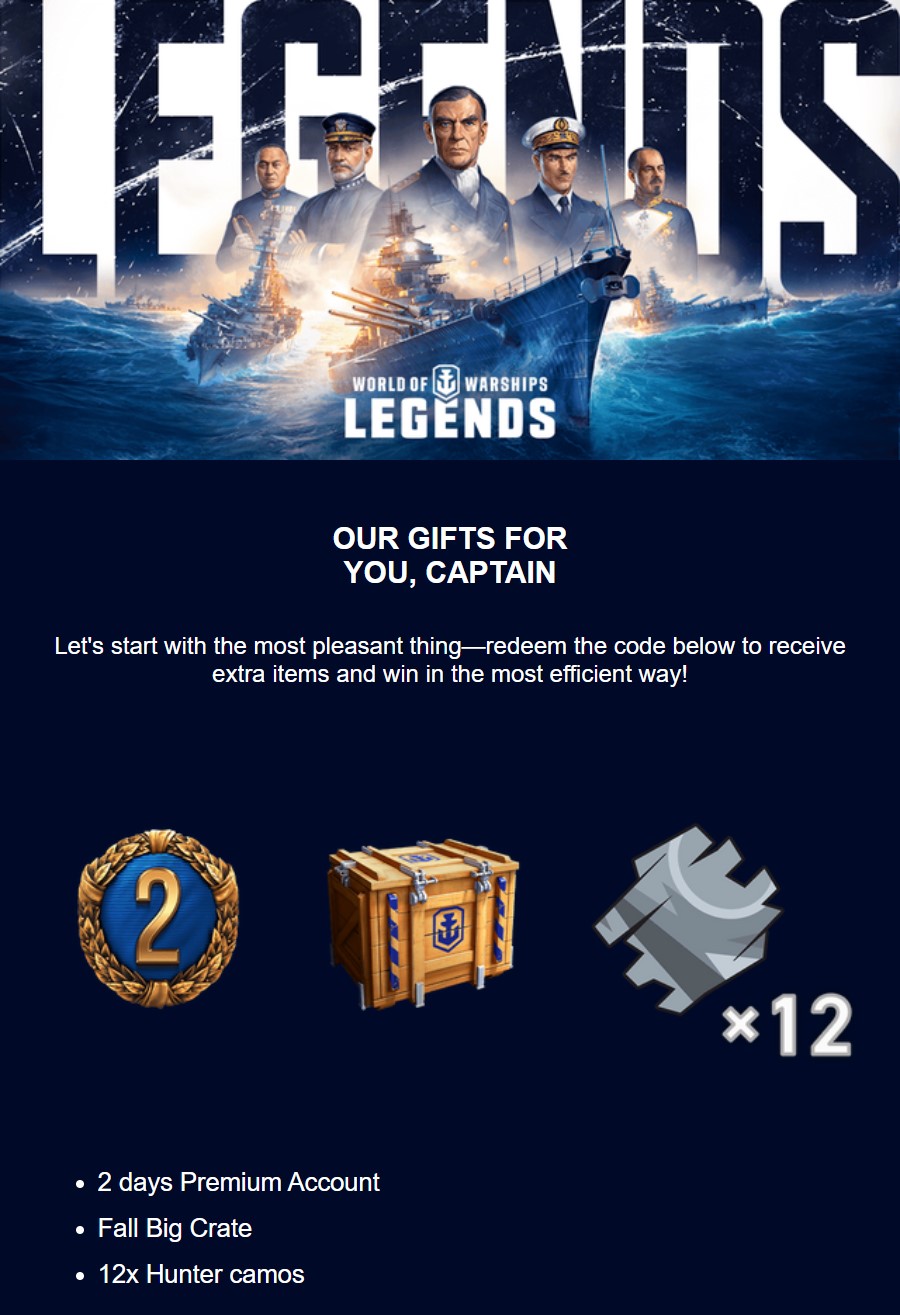 LEGENDS
WORLD OF WARSHIPS
LEGENDS
OUR GIFTS FOR
YOU, CAPTAIN
Let's start with the most pleasant thing—redeem the code below to receive
extra items and win in the most efficient way!
2
×12
• 2 days Premium Account
• Fall Big Crate
• 12x Hunter camos